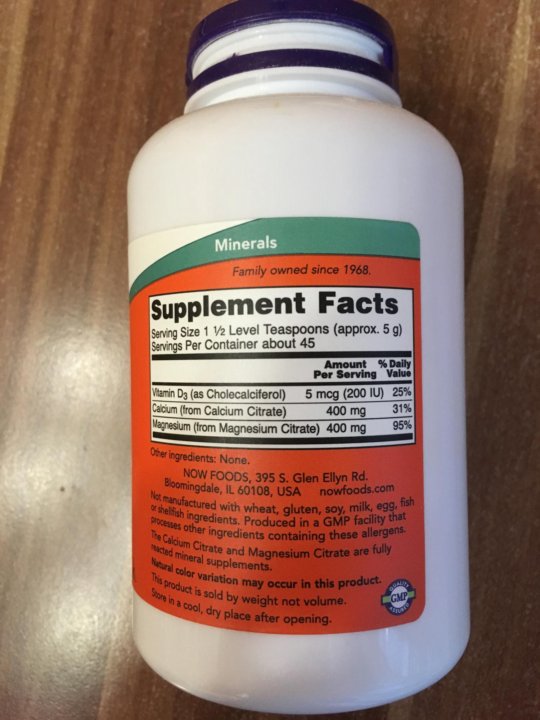 Minerals
Family owned since 1968.
Supplement Facts
Serving Size 1 ½ Level Teaspoons (approx. 5 g)
Servings Per Container about 45
Amount Per Serving % Daily Value
Vitamin D3 (as Cholecalciferol) 5 mcg (200 IU) 25%
Calcium (from Calcium Citrate) 400 mg 31%
Magnesium (from Magnesium Citrate) 400 mg 95%
Other ingredients: None.
NOW FOODS, 395 S. Glen Ellyn Rd.
Bloomingdale, IL 60108, USA nowfoods.com
Not manufactured with wheat, gluten, soy, milk, egg, fish
or shellfish ingredients. Produced in a GMP facility that
processes other ingredients containing these allergens.
The Calcium Citrate and Magnesium Citrate are fully
reacted mineral supplements.
Natural color variation may occur in this product.
This product is sold by weight not volume.
Store in a cool, dry place after opening.
QUALITY
GMP
ASSURED